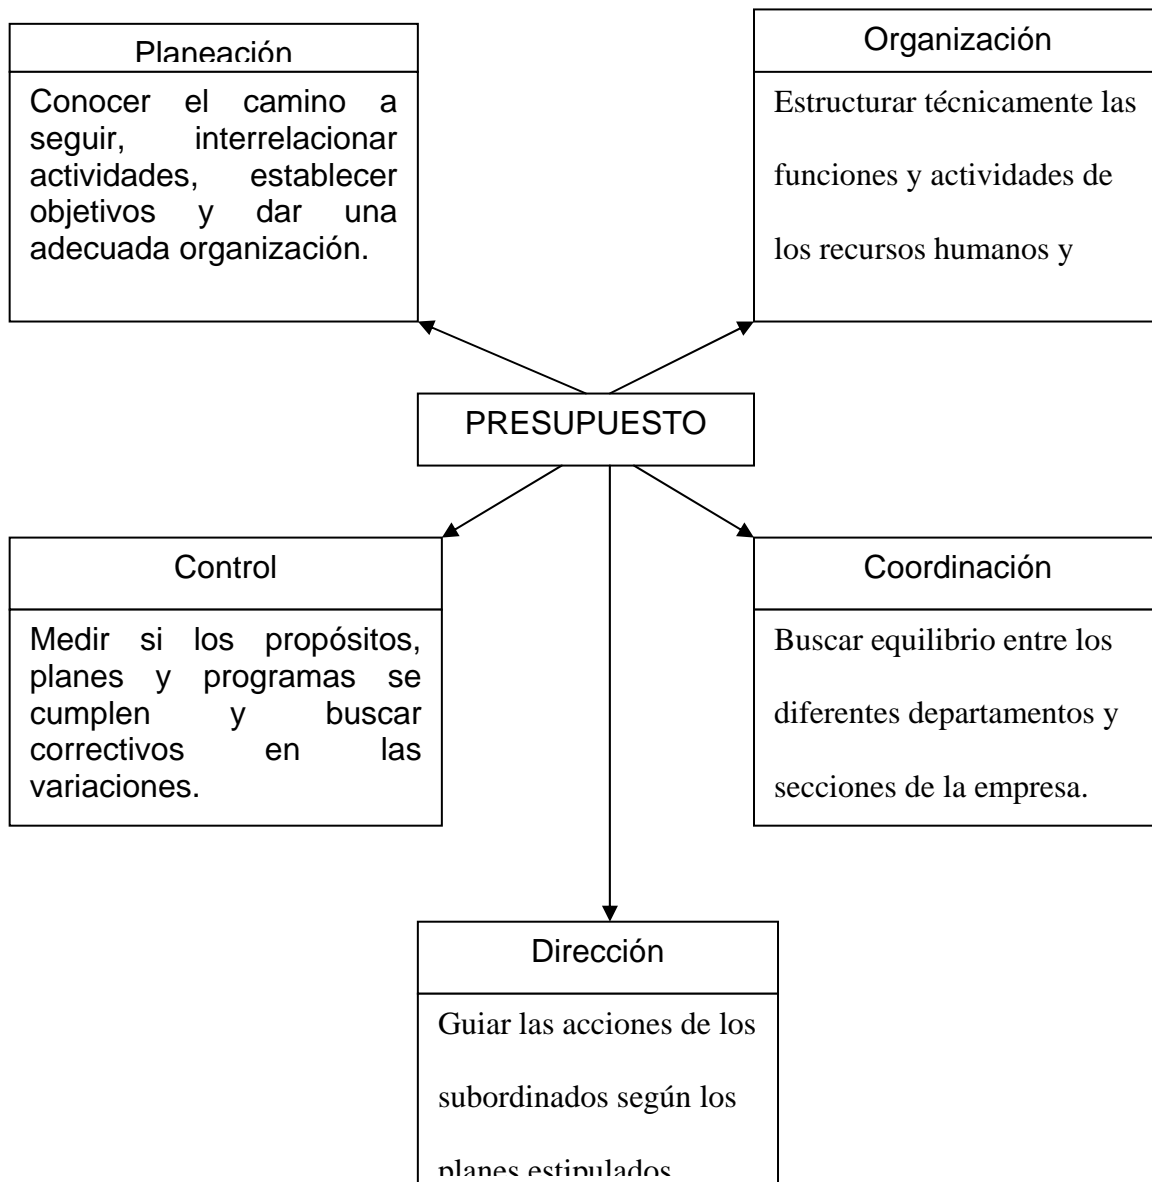 Planeación
Conocer el camino a
seguir, interrelacionar
actividades, establecer
objetivos y dar una
adecuada organización.
Organización
Estructurar técnicamente las
funciones y actividades de
los recursos humanos y
PRESUPUESTO
Control
Medir si los propósitos,
planes y programas se
cumplen y buscar
correctivos en las
variaciones.
Coordinación
Buscar equilibrio entre los
diferentes departamentos y
secciones de la empresa.
Dirección
Guiar las acciones de los
subordinados según los
planes estipulados